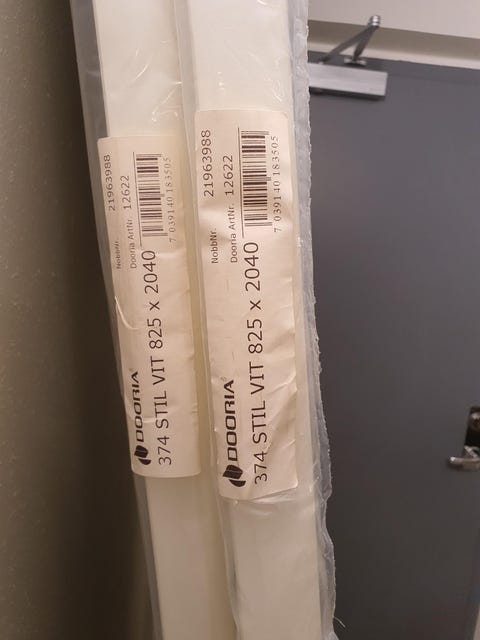 NobbNr. 21963988
Dooria ArtNr. 12622
7 039140 183505
DOORIA
374 STIL VIT 825 x 2040
NobbNr. 21963988
Dooria ArtNr. 12622
7 039140 183505
DOORIA
374 STIL VIT 825 x 2040